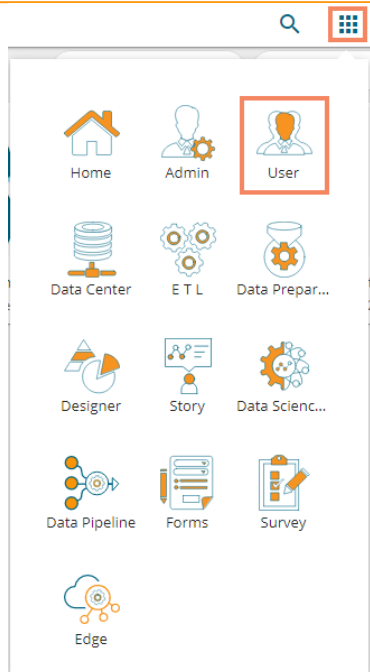 Home Admin User
Data Center E T L Data Prepar...
Designer Story Data Scienc...
Data Pipeline Forms Survey
Edge